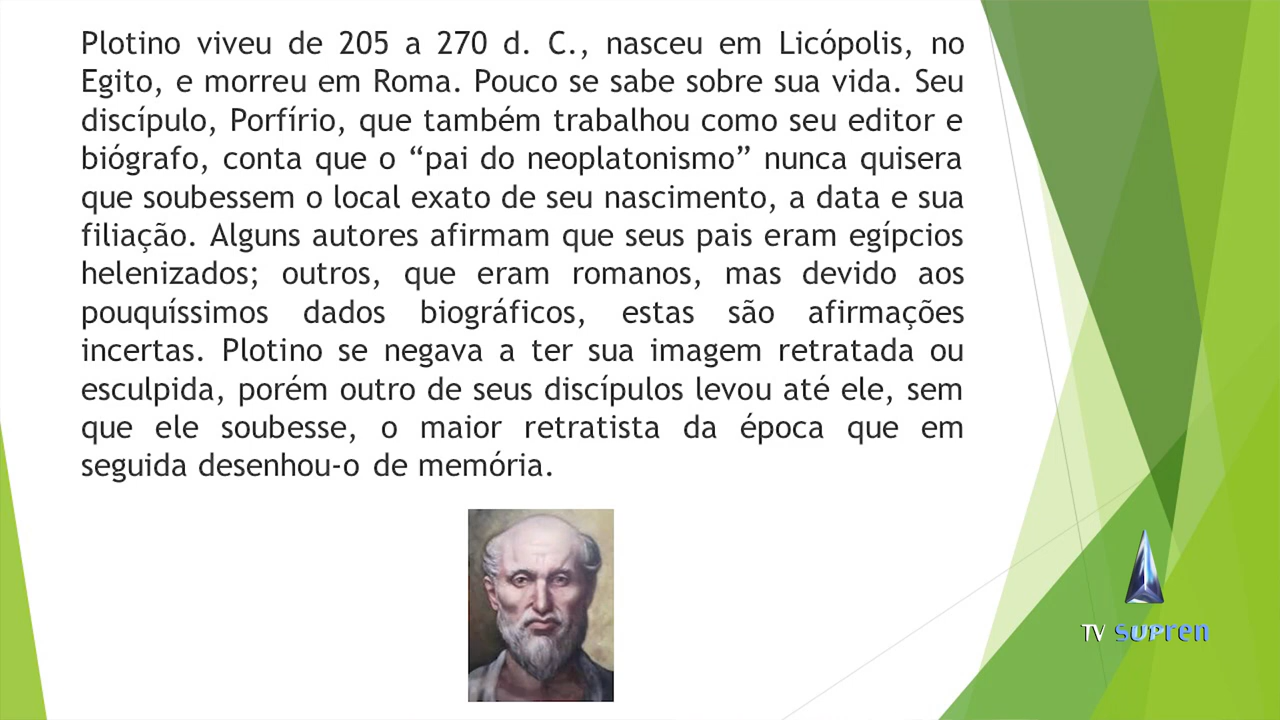 Plotino viveu de 205 a 270 d. C., nasceu em Licópolis, no
Egito, e morreu em Roma. Pouco se sabe sobre sua vida. Seu
discípulo, Porfírio, que também trabalhou como seu editor e
biógrafo, conta que o “pai do neoplatonismo” nunca quisera
que soubessem o local exato de seu nascimento, a data e sua
filiação. Alguns autores afirmam que seus pais eram egípcios
helenizados; outros, que eram romanos, mas devido aos
pouquíssimos dados biográficos, estas são afirmações
incertas. Plotino se negava a ter sua imagem retratada ou
esculpida, porém outro de seus discípulos levou até ele, sem
que ele soubesse, o maior retratista da época que em
seguida desenhou-o de memória.
TV SUPren